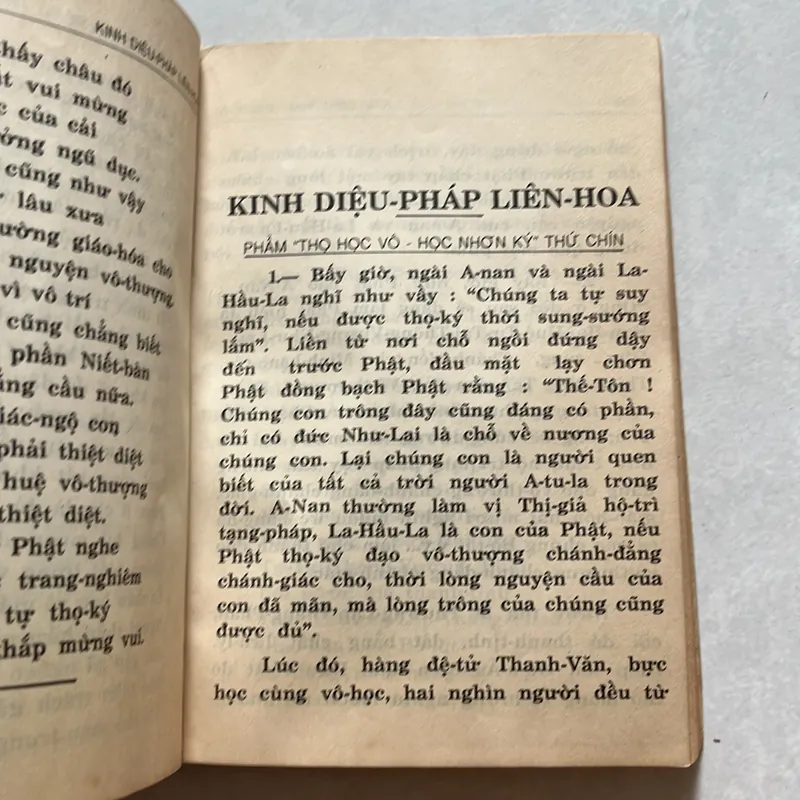 KINH DIỆU-PHÁP
hấy châu đó
vui mừng
của cải
ngũ dục.
cũng như vậy
lâu xưa
giáo-hóa cho
nguyện vô-thượng
vì vô trí
cũng chẳng biết
phần Niết-bàn
cầu nữa.
iác-ngộ con
phải thiệt diệt
huệ vô-thượng
thiệt diệt.
Phật nghe
trang-nghiêm
tự thọ-ký
hắp mừng vui.
KINH DIỆU-PHÁP LIÊN-HOA
PHẨM "THỌ HỌC VÔ - HỌC NHƠN KÝ" THỨ CHÍN
1.— Bấy giờ, ngài A-nan và ngài La-
Hầu-La nghĩ như vầy : "Chúng ta tự suy
nghĩ, nếu được thọ-ký thời sung-sướng
lắm". Liền từ nơi chỗ ngồi đứng dậy
đến trước Phật, đầu mặt lạy chơn
Phật đồng bạch Phật rằng : "Thế-Tôn !
Chúng con trông đây cũng đáng có phần,
chỉ có đức Như-Lai là chỗ về nương của
chúng con. Lại chúng con là người quen
biết của tất cả trời người A-tu-la trong
đời. A-Nan thường làm vị Thị-giả hộ-trì
tạng-pháp, La-Hầu-La là con của Phật, nếu
Phật thọ-ký đạo vô-thượng chánh-đẳng
chánh-giác cho, thời lòng nguyện cầu của
con đã mãn, mà lòng trông của chúng cũng
được đủ".
Lúc đó, hàng đệ-tử Thanh-Văn, bực
học cùng vô-học, hai nghìn người đều từ